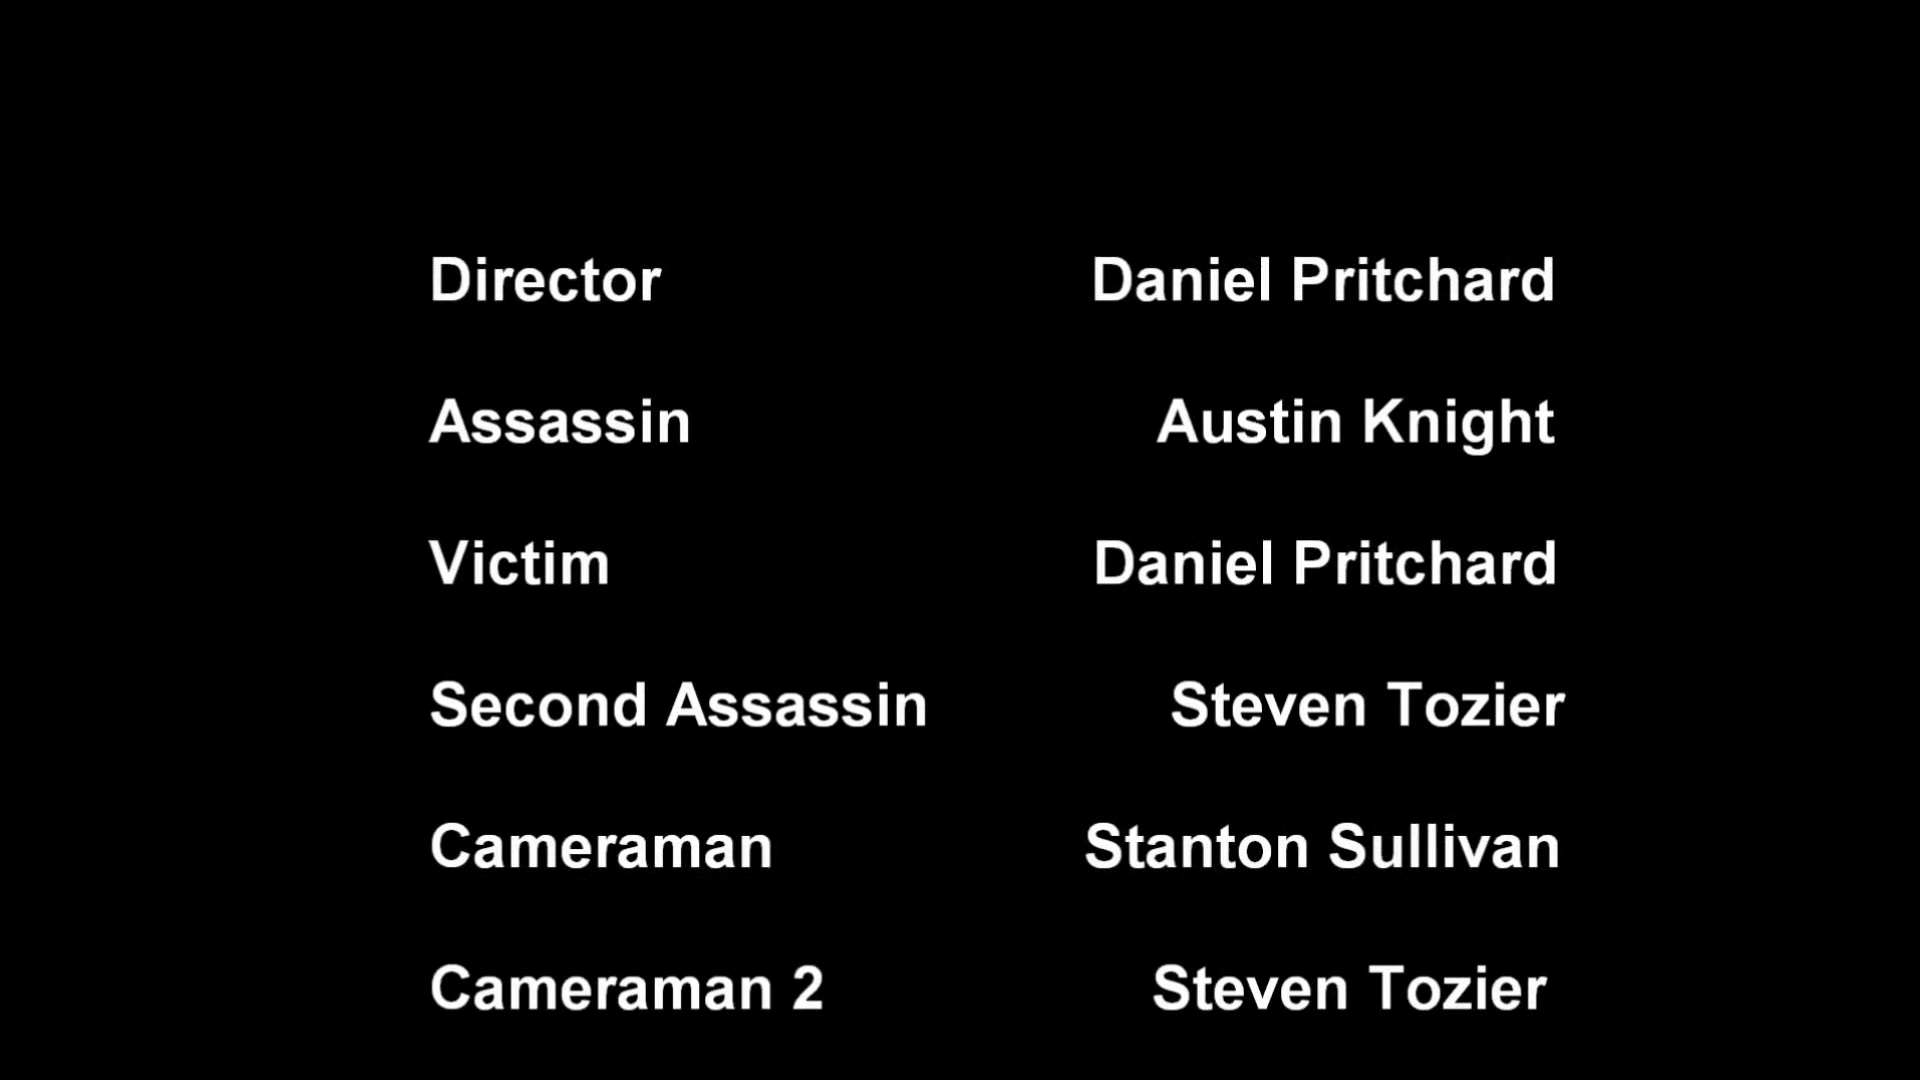 Director Daniel Pritchard
Assassin Austin Knight
Victim Daniel Pritchard
Second Assassin Steven Tozier
Cameraman Stanton Sullivan
Cameraman 2 Steven Tozier